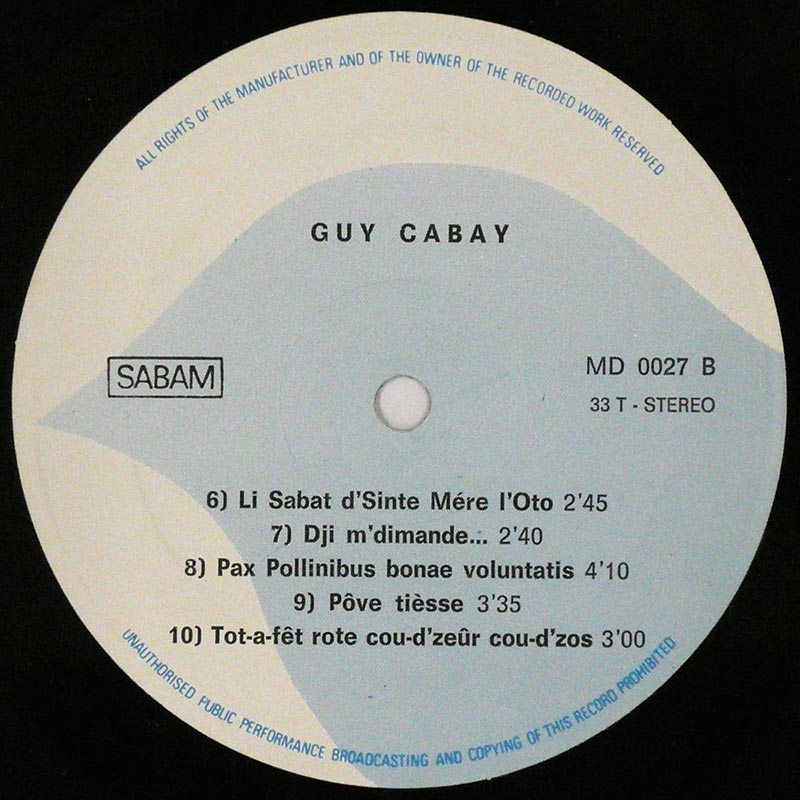 ALL RIGHTS OF THE MANUFACTURER AND OF THE OWNER OF THE RECORDED WORK RESERVED
GUY CABAY
SABAM
MD 0027 B
33 T - STEREO
6) Li Sabat d'Sinte Mére l'Oto 2'45
7) Dji m'dimande... 2'40
8) Pax Pollinibus bonae voluntatis 4'10
9) Pôve tièsse 3'35
10) Tot-a-fêt rote cou-d'zeûr cou-d'zos 3'00
UNAUTHORISED PUBLIC PERFORMANCE BROADCASTING AND COPYING OF THIS RECORD PROHIBITED